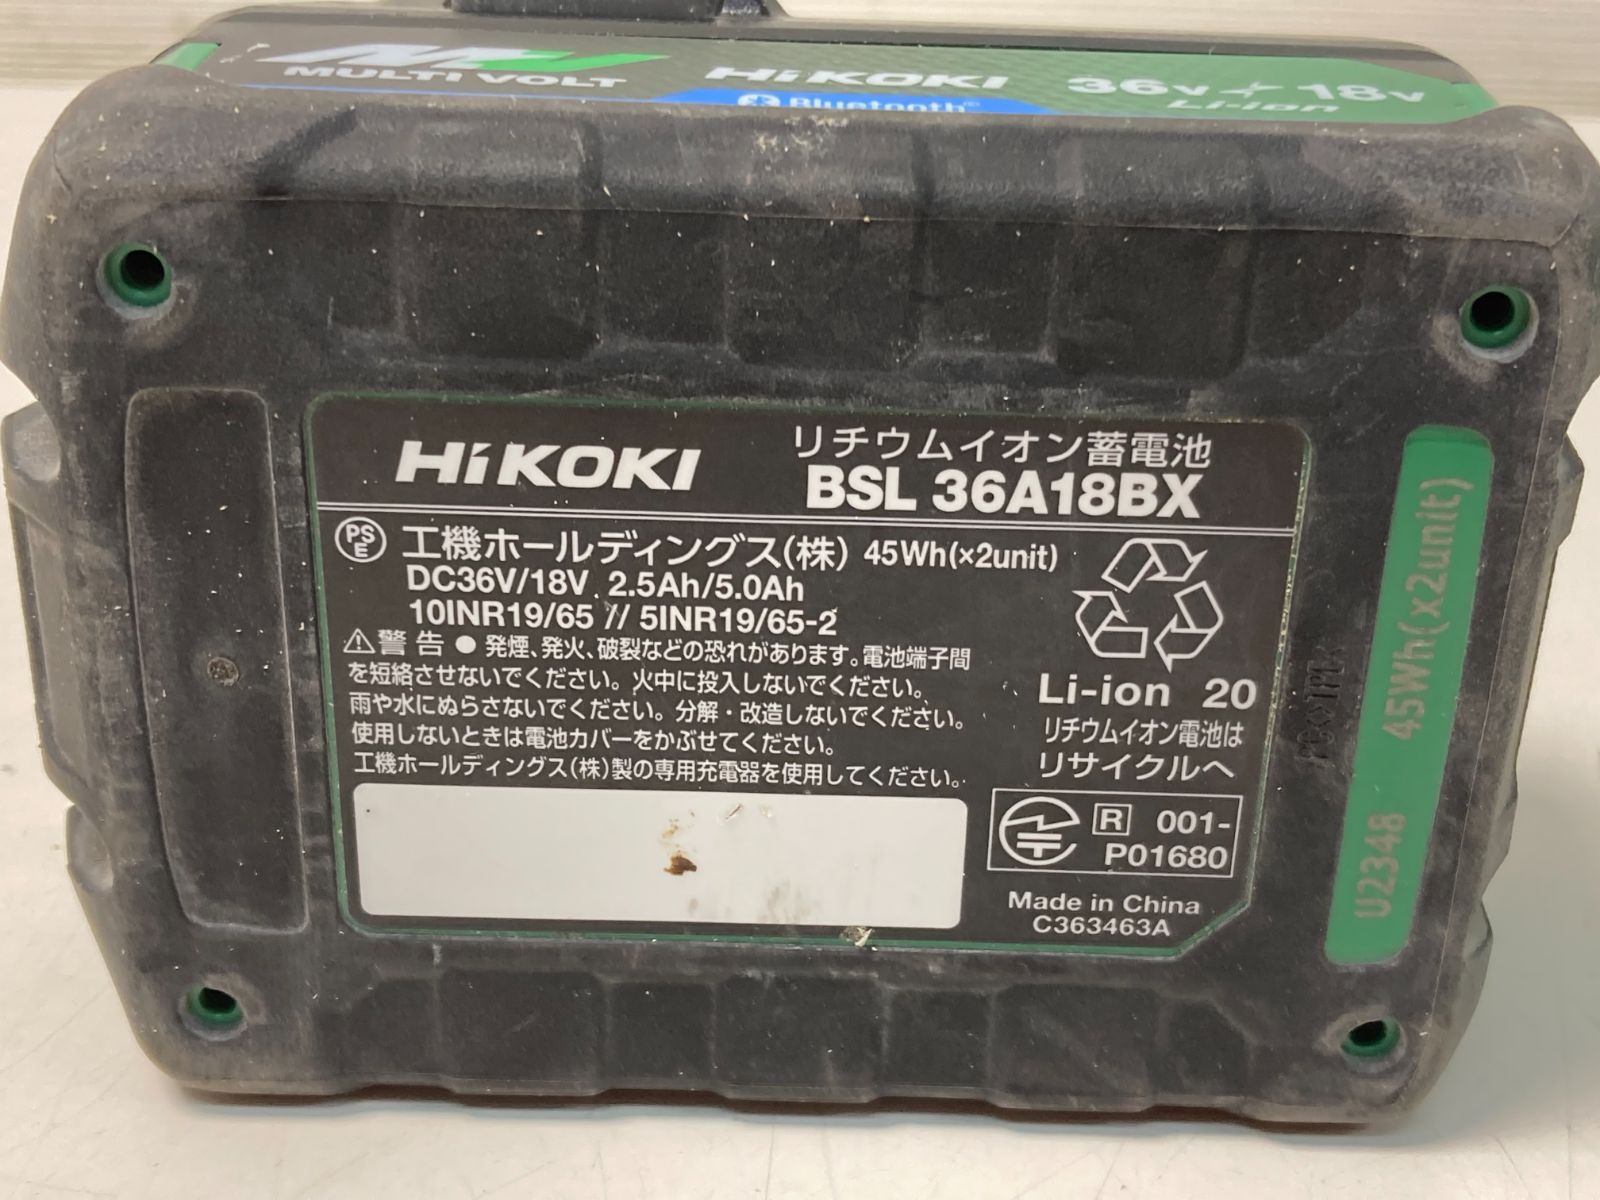 MULTI VOLT
HiKOKI
36V⚡18V
Bluetooth®
Li-ion
HiKOKI
リチウムイオン蓄電池
BSL 36A18BX
PS
E
工機ホールディングス(株) 45Wh(×2unit)
DC36V/18V 2.5Ah/5.0Ah
10INR19/65 // 5INR19/65-2
⚠警告 ● 発煙、発火、破裂などの恐れがあります。電池端子間
を短絡させないでください。火中に投入しないでください。
雨や水にぬらさないでください。分解・改造しないでください。
使用しないときは電池カバーをかぶせてください。
工機ホールディングス(株)製の専用充電器を使用してください。
Li-ion 20
リチウムイオン電池は
リサイクルへ
R 001-
P01680
Made in China
C363463A
U2348 45Wh(x2unit)